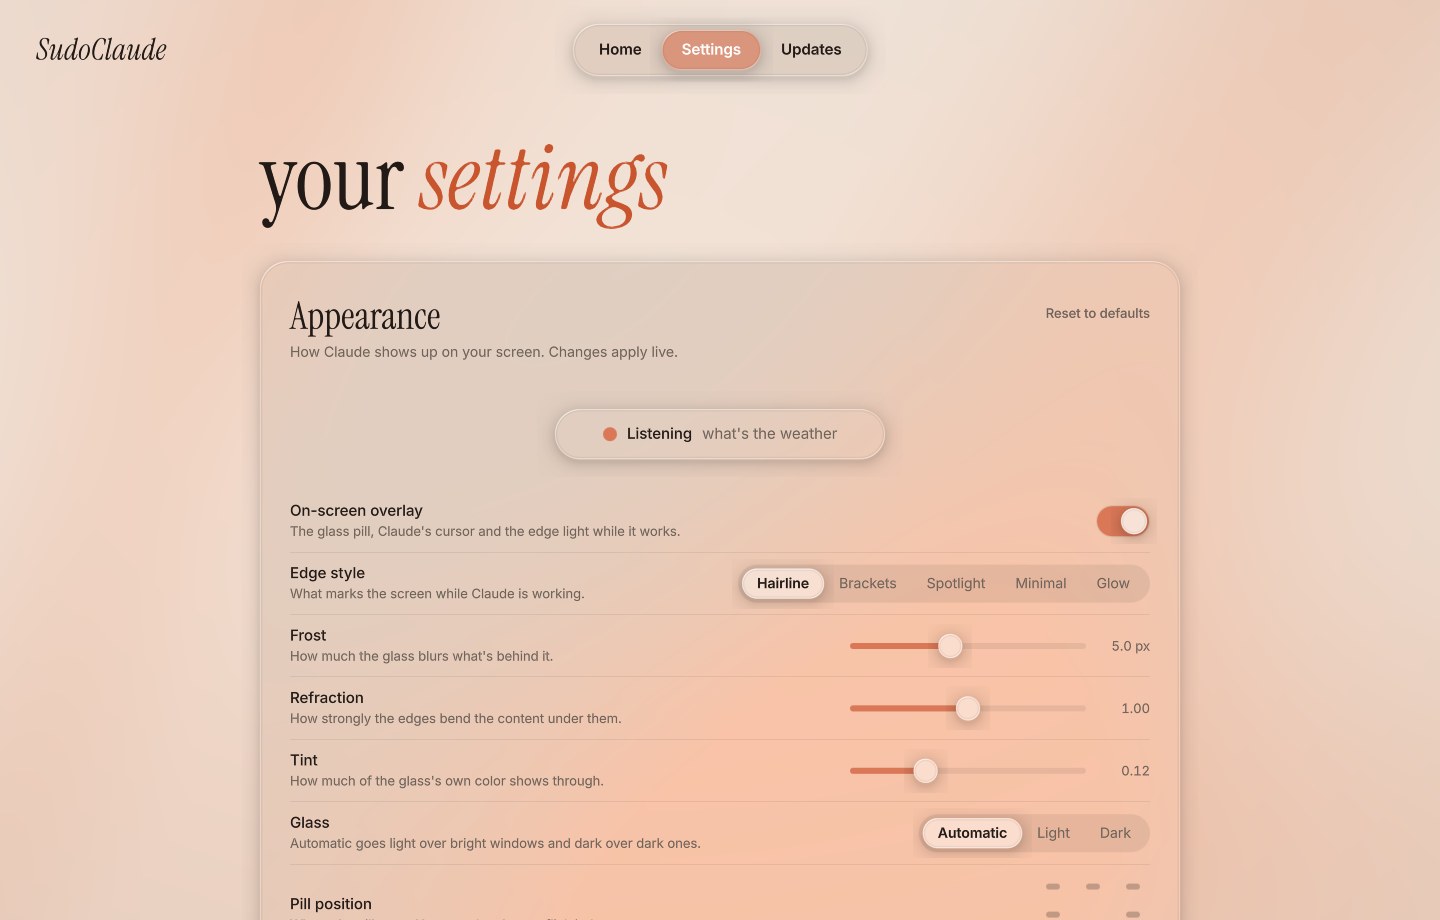 SudoClaude
Home Settings Updates
your settings
Appearance
Reset to defaults
How Claude shows up on your screen. Changes apply live.
Listening what's the weather
On-screen overlay
The glass pill, Claude's cursor and the edge light while it works.
Edge style
What marks the screen while Claude is working.
Hairline Brackets Spotlight Minimal Glow
Frost
How much the glass blurs what's behind it.
5.0 px
Refraction
How strongly the edges bend the content under them.
1.00
Tint
How much of the glass's own color shows through.
0.12
Glass
Automatic goes light over bright windows and dark over dark ones.
Automatic Light Dark
Pill position